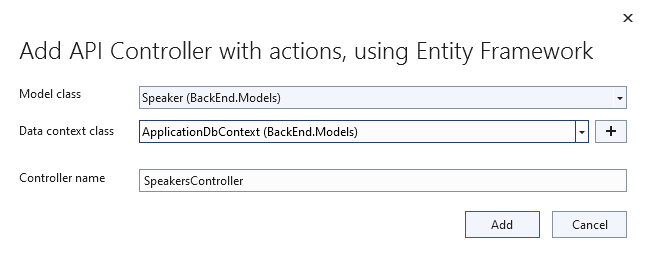 Add API Controller with actions, using Entity Framework
Model class
Speaker (BackEnd.Models)
Data context class
ApplicationDbContext (BackEnd.Models)
+
Controller name
SpeakersController
Add
Cancel